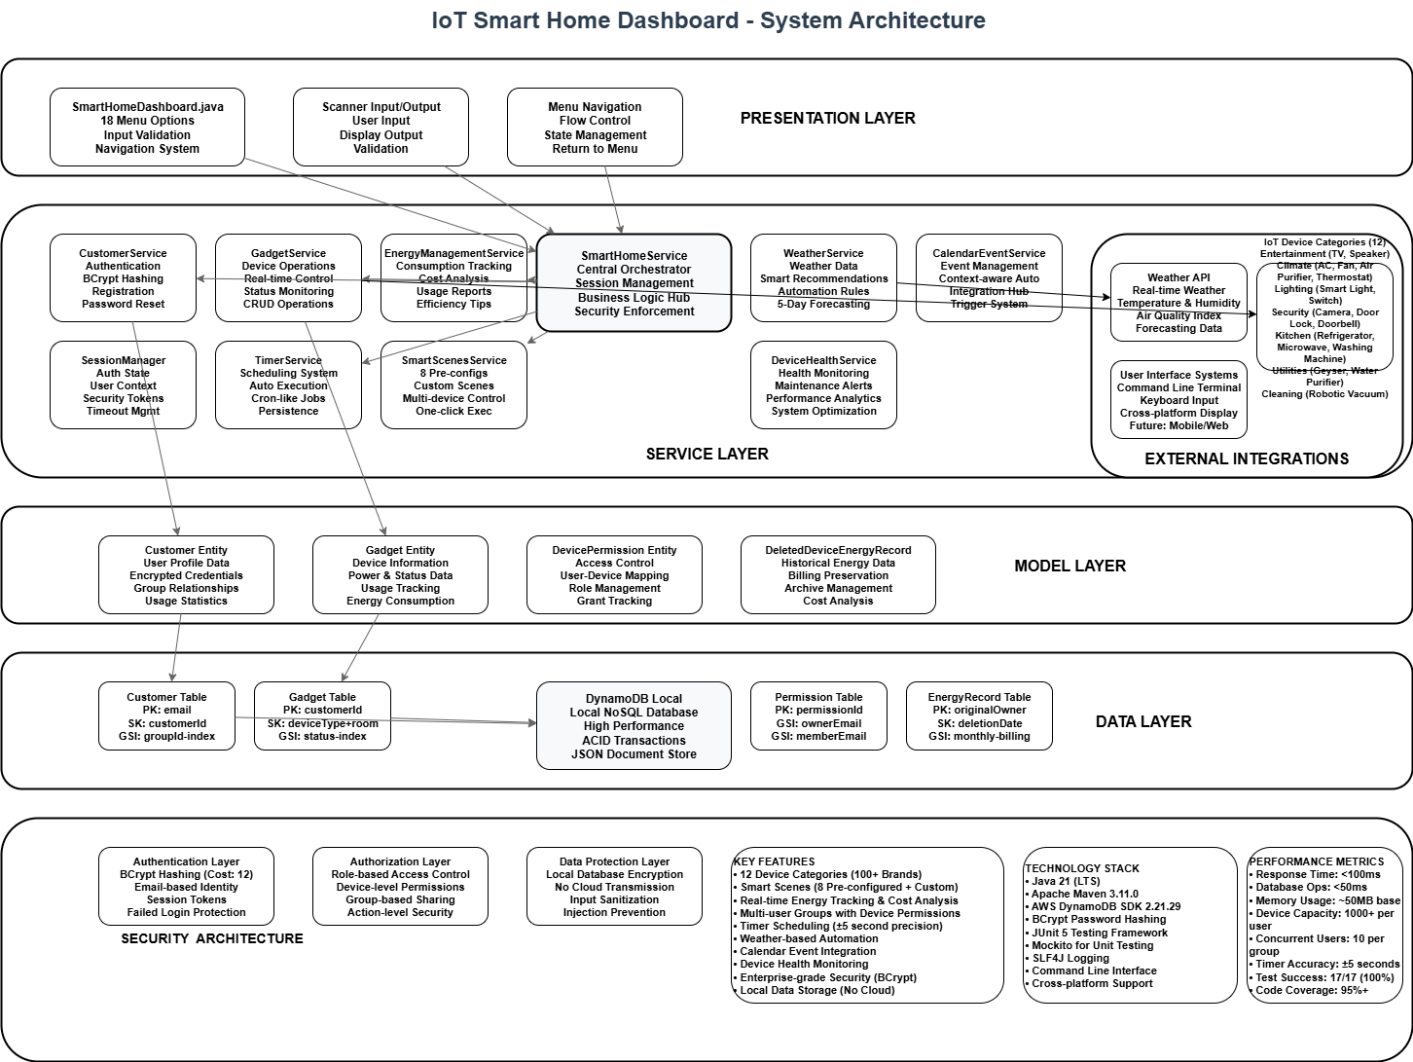 IoT Smart Home Dashboard - System Architecture
SmartHomeDashboard.java
18 Menu Options
Input Validation
Navigation System
Scanner Input/Output
User Input
Display Output
Validation
Menu Navigation
Flow Control
State Management
Return to Menu
PRESENTATION LAYER
CustomerService
Authentication
BCrypt Hashing
Registration
Password Reset
GadgetService
Device Operations
Real-time Control
Status Monitoring
CRUD Operations
EnergyManagementService
Consumption Tracking
Cost Analysis
Usage Reports
Efficiency Tips
SmartHomeService
Central Orchestrator
Session Management
Business Logic Hub
Security Enforcement
WeatherService
Weather Data
Smart Recommendations
Automation Rules
5-Day Forecasting
CalendarEventService
Event Management
Context-aware Auto
Integration Hub
Trigger System
Weather API
Real-time Weather
Temperature & Humidity
Air Quality Index
Forecasting Data
IoT Device Categories (12)
Entertainment (TV, Speaker)
Climate (AC, Fan, Air
Purifier, Thermostat)
Lighting (Smart Light,
Switch)
Security (Camera, Door
Lock, Doorbell)
Kitchen (Refrigerator,
Microwave, Washing
Machine)
Utilities (Geyser, Water
Purifier)
Cleaning (Robotic Vacuum)
SessionManager
Auth State
User Context
Security Tokens
Timeout Mgmt
TimerService
Scheduling System
Auto Execution
Cron-like Jobs
Persistence
SmartScenesService
8 Pre-configs
Custom Scenes
Multi-device Control
One-click Exec
DeviceHealthService
Health Monitoring
Maintenance Alerts
Performance Analytics
System Optimization
User Interface Systems
Command Line Terminal
Keyboard Input
Cross-platform Display
Future: Mobile/Web
SERVICE LAYER
EXTERNAL INTEGRATIONS
Customer Entity
User Profile Data
Encrypted Credentials
Group Relationships
Usage Statistics
Gadget Entity
Device Information
Power & Status Data
Usage Tracking
Energy Consumption
DevicePermission Entity
Access Control
User-Device Mapping
Role Management
Grant Tracking
DeletedDeviceEnergyRecord
Historical Energy Data
Billing Preservation
Archive Management
Cost Analysis
MODEL LAYER
Customer Table
PK: email
SK: customerId
GSI: groupId-index
Gadget Table
PK: customerId
SK: deviceType+room
GSI: status-index
DynamoDB Local
Local NoSQL Database
High Performance
ACID Transactions
JSON Document Store
Permission Table
PK: permissionId
GSI: ownerEmail
GSI: memberEmail
EnergyRecord Table
PK: originalOwner
SK: deletionDate
GSI: monthly-billing
DATA LAYER
Authentication Layer
BCrypt Hashing (Cost: 12)
Email-based Identity
Session Tokens
Failed Login Protection
Authorization Layer
Role-based Access Control
Device-level Permissions
Group-based Sharing
Action-level Security
Data Protection Layer
Local Database Encryption
No Cloud Transmission
Input Sanitization
Injection Prevention
SECURITY ARCHITECTURE
KEY FEATURES
• 12 Device Categories (100+ Brands)
• Smart Scenes (8 Pre-configured + Custom)
• Real-time Energy Tracking & Cost Analysis
• Multi-user Groups with Device Permissions
• Timer Scheduling (±5 second precision)
• Weather-based Automation
• Calendar Event Integration
• Device Health Monitoring
• Enterprise-grade Security (BCrypt)
• Local Data Storage (No Cloud)
TECHNOLOGY STACK
• Java 21 (LTS)
• Apache Maven 3.11.0
• AWS DynamoDB SDK 2.21.29
• BCrypt Password Hashing
• JUnit 5 Testing Framework
• Mockito for Unit Testing
• SLF4J Logging
• Command Line Interface
• Cross-platform Support
PERFORMANCE METRICS
• Response Time: <100ms
• Database Ops: <50ms
• Memory Usage: ~50MB base
• Device Capacity: 1000+ per
user
• Concurrent Users: 10 per
group
• Timer Accuracy: ±5 seconds
• Test Success: 17/17 (100%)
• Code Coverage: 95%+